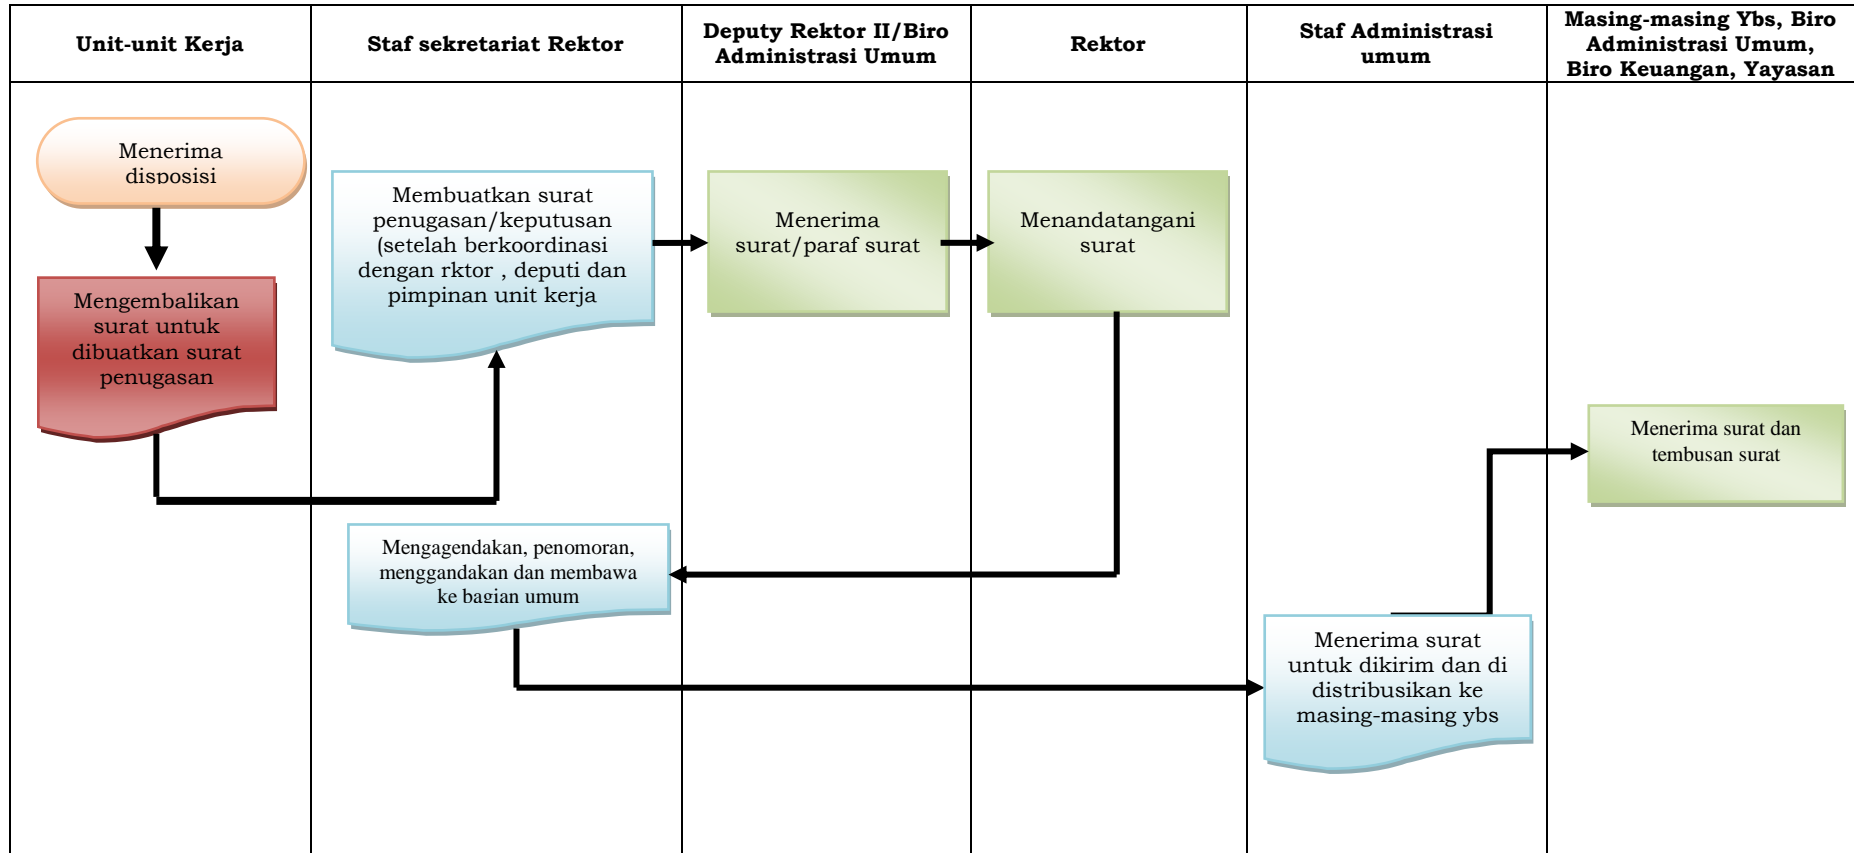 Unit-unit Kerja
Staf sekretariat Rektor
Deputy Rektor II/Biro
Administrasi Umum
Rektor
Staf Administrasi
umum
Masing-masing Ybs, Biro
Administrasi Umum,
Biro Keuangan, Yayasan
Menerima
disposisi
Mengembalikan
surat untuk
dibuatkan surat
penugasan
Membuatkan surat
penugasan/keputusan
(setelah berkoordinasi
dengan rktor , deputi dan
pimpinan unit kerja
Menerima
surat/paraf surat
Menandatangani
surat
Mengagendakan, penomoran,
menggandakan dan membawa
ke bagian umum
Menerima surat
untuk dikirim dan di
distribusikan ke
masing-masing ybs
Menerima surat dan
tembusan surat